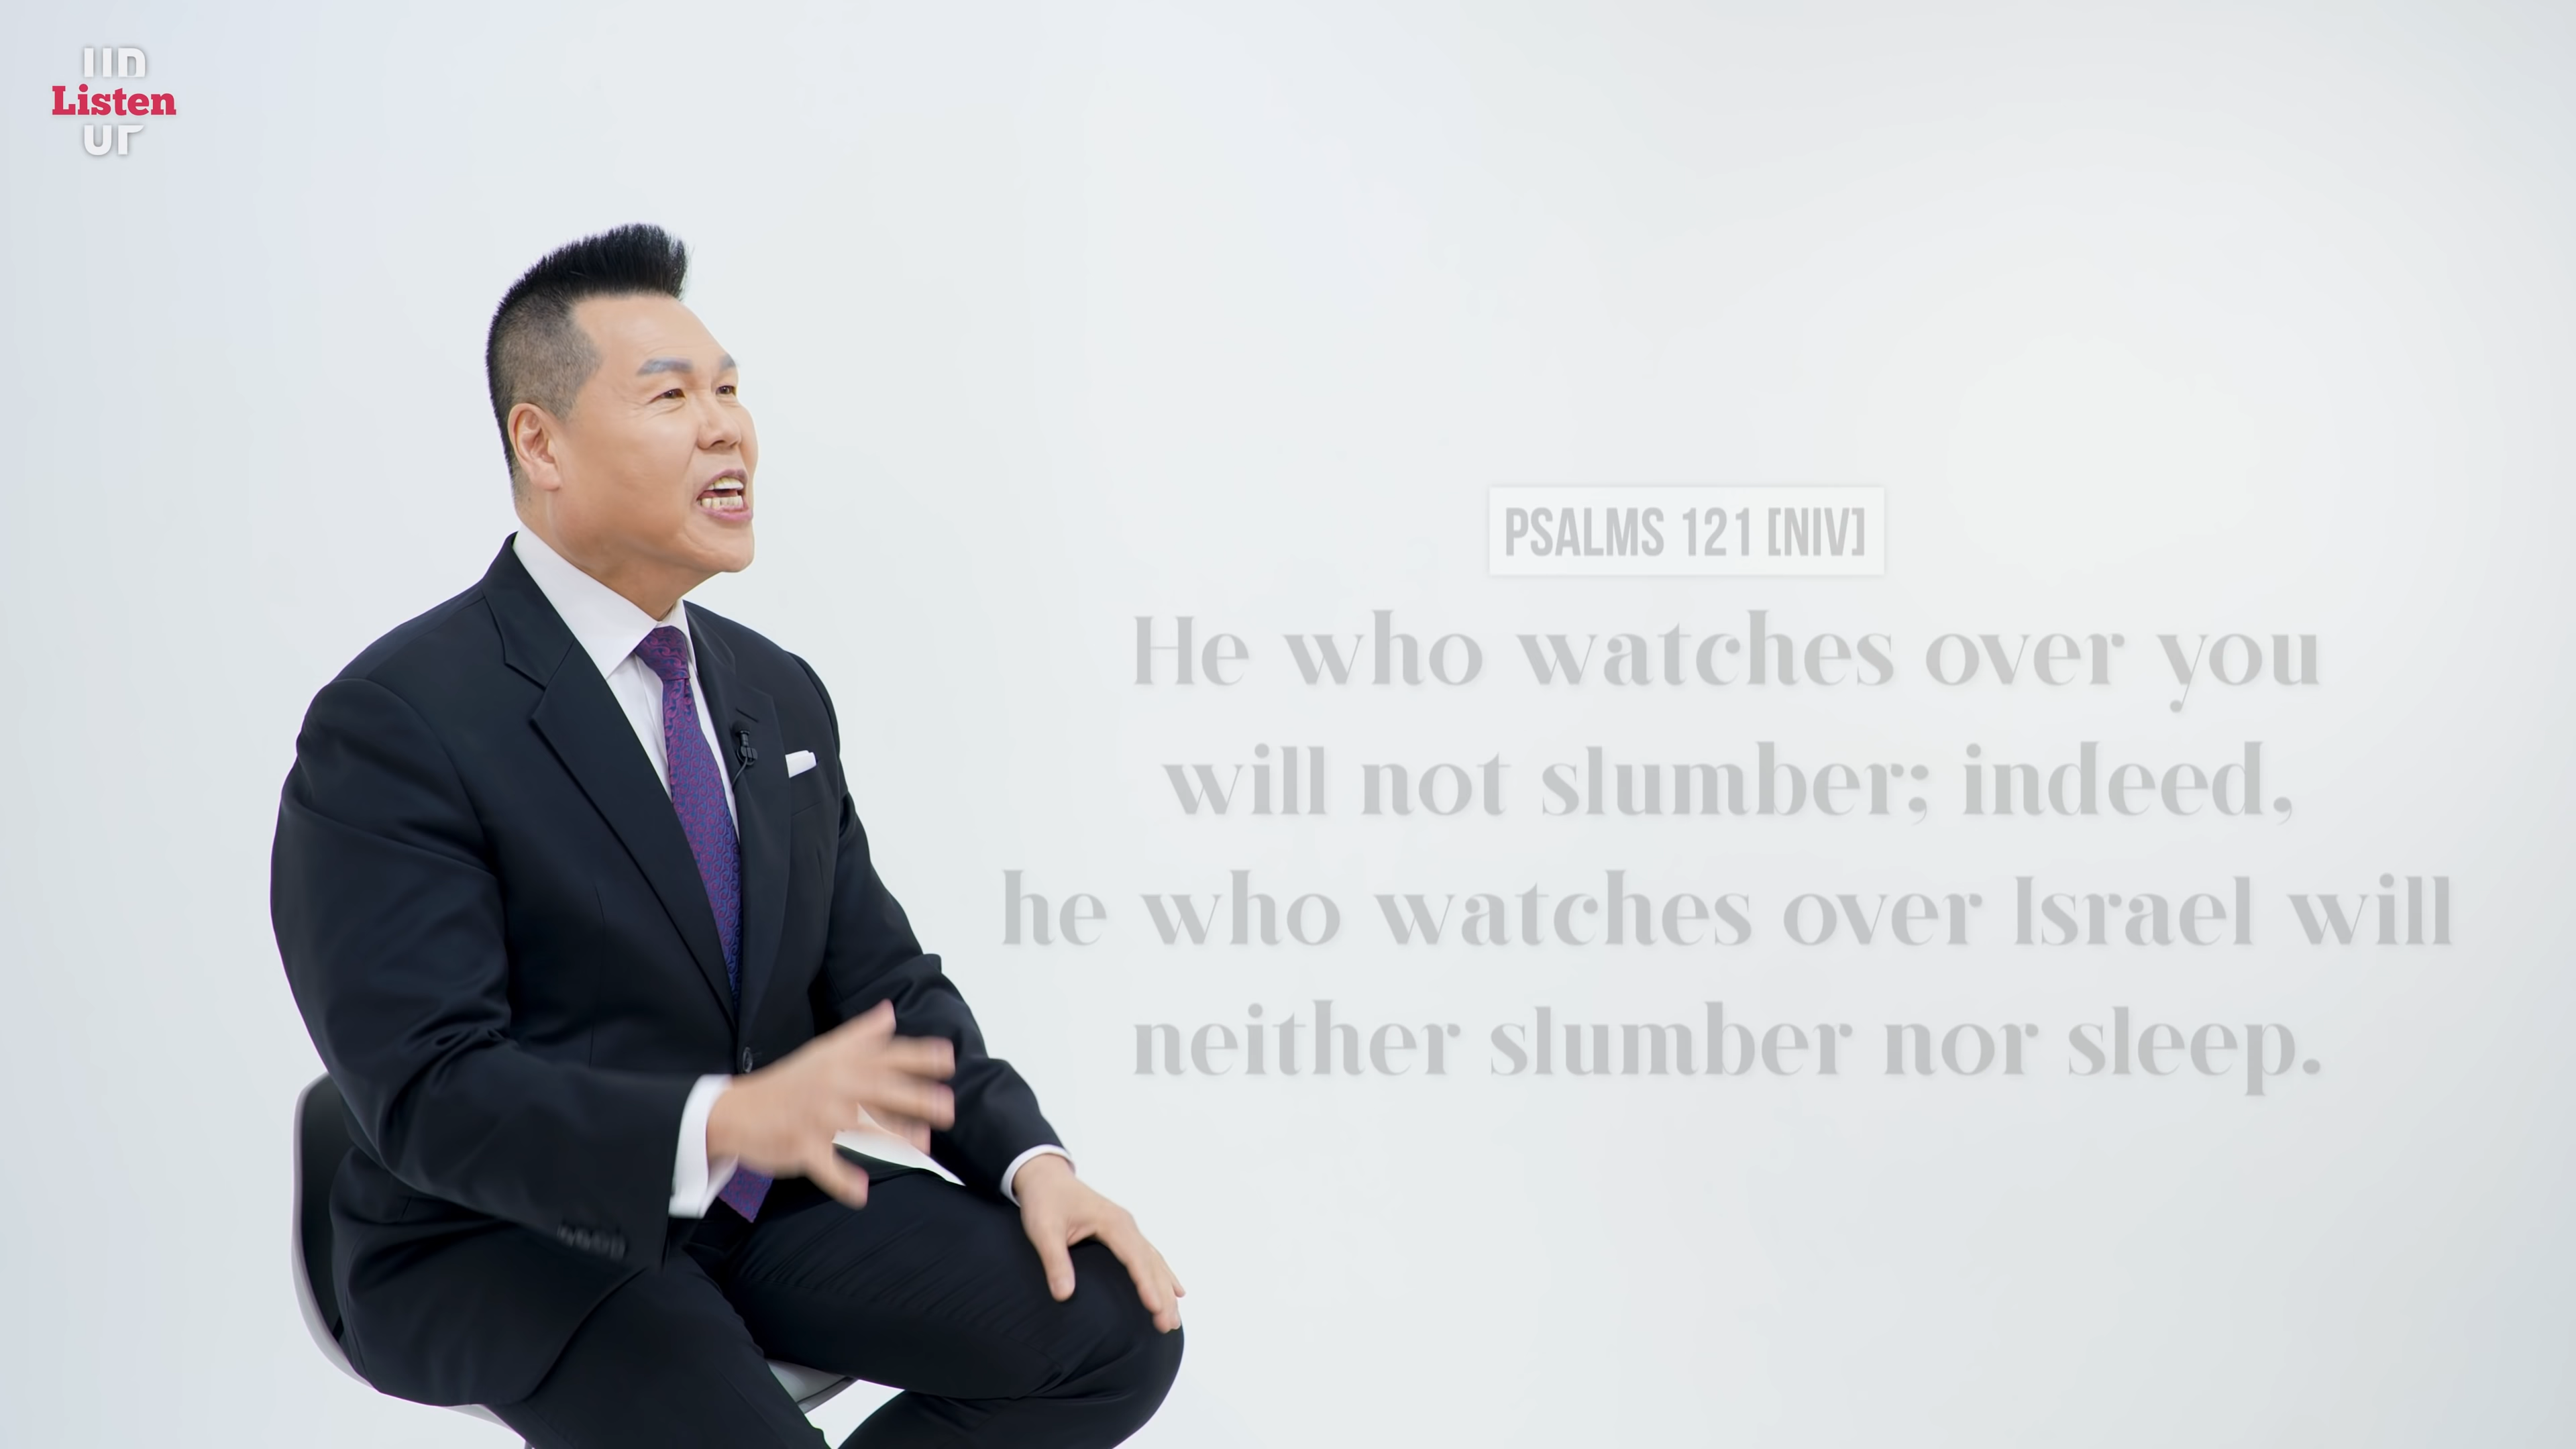 Listen
UP
PSALMS 121 [NIV]
He who watches over you
will not slumber; indeed,
he who watches over Israel will
neither slumber nor sleep.